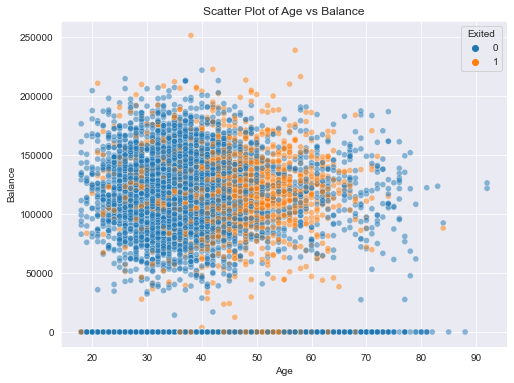 Scatter Plot of Age vs Balance
Exited
0
1
250000
200000
150000
100000
50000
0
Balance
20 30 40 50 60 70 80 90
Age